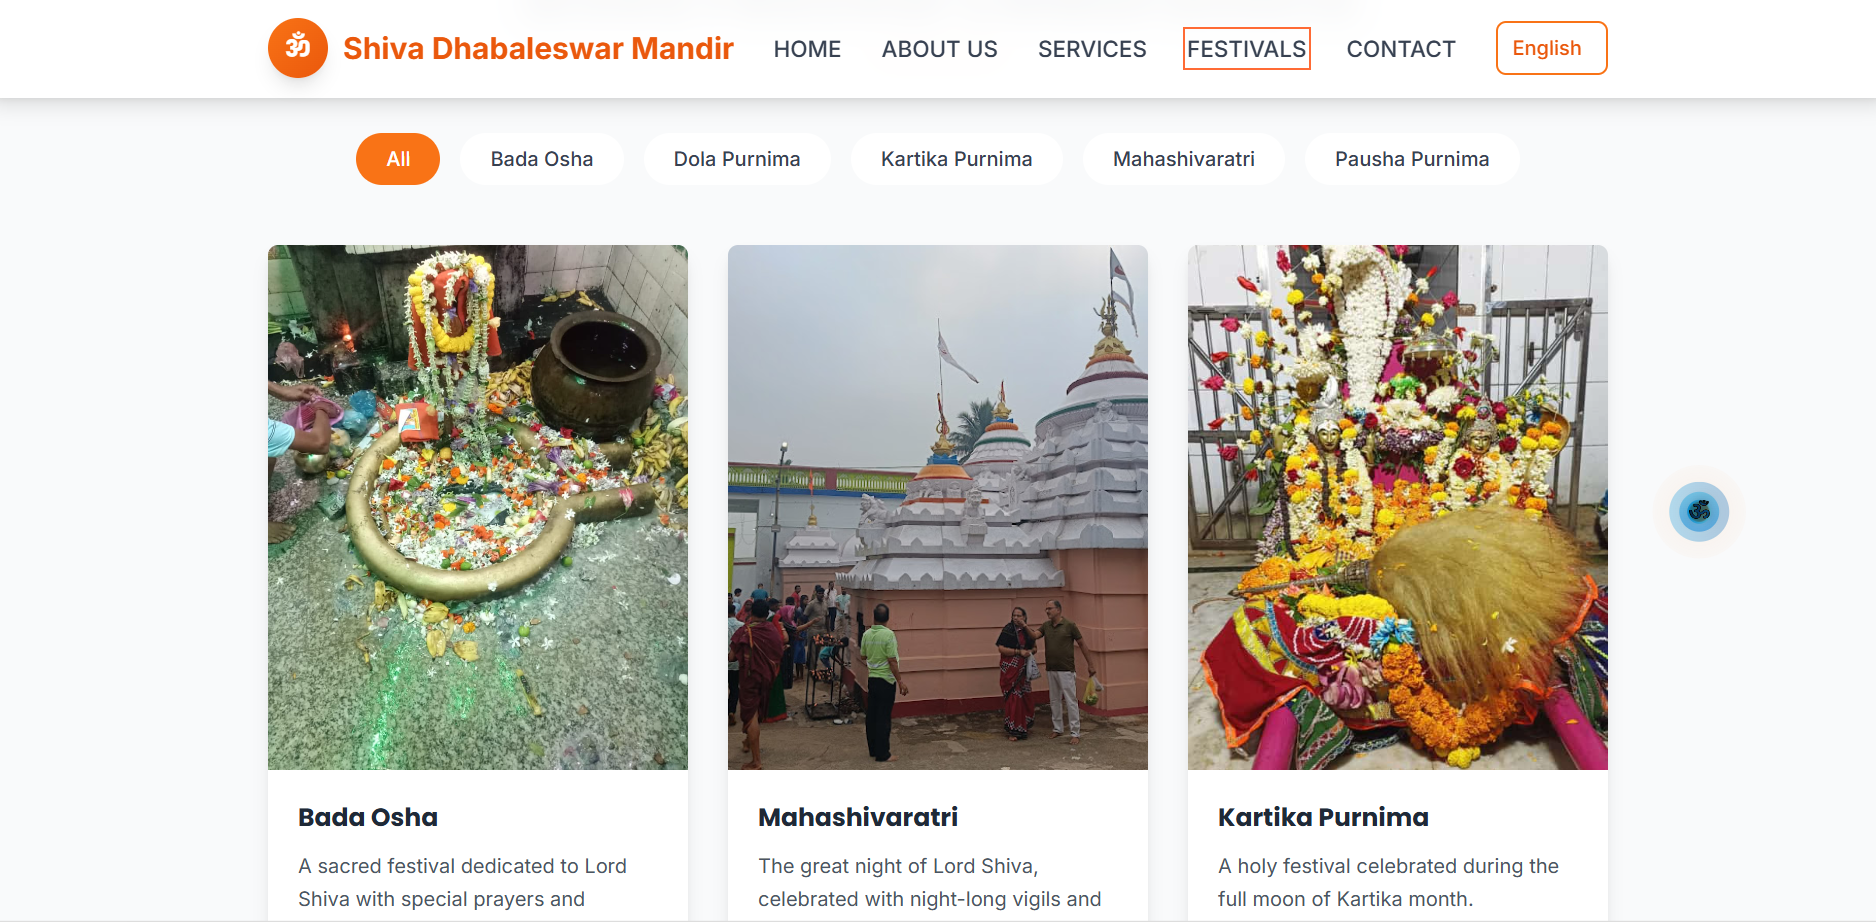 ॐ
Shiva Dhabaleswar Mandir
HOME
ABOUT US
SERVICES
FESTIVALS
CONTACT
English
All
Bada Osha
Dola Purnima
Kartika Purnima
Mahashivaratri
Pausha Purnima
ॐ
Bada Osha
A sacred festival dedicated to Lord
Shiva with special prayers and
Mahashivaratri
The great night of Lord Shiva,
celebrated with night-long vigils and
Kartika Purnima
A holy festival celebrated during the
full moon of Kartika month.